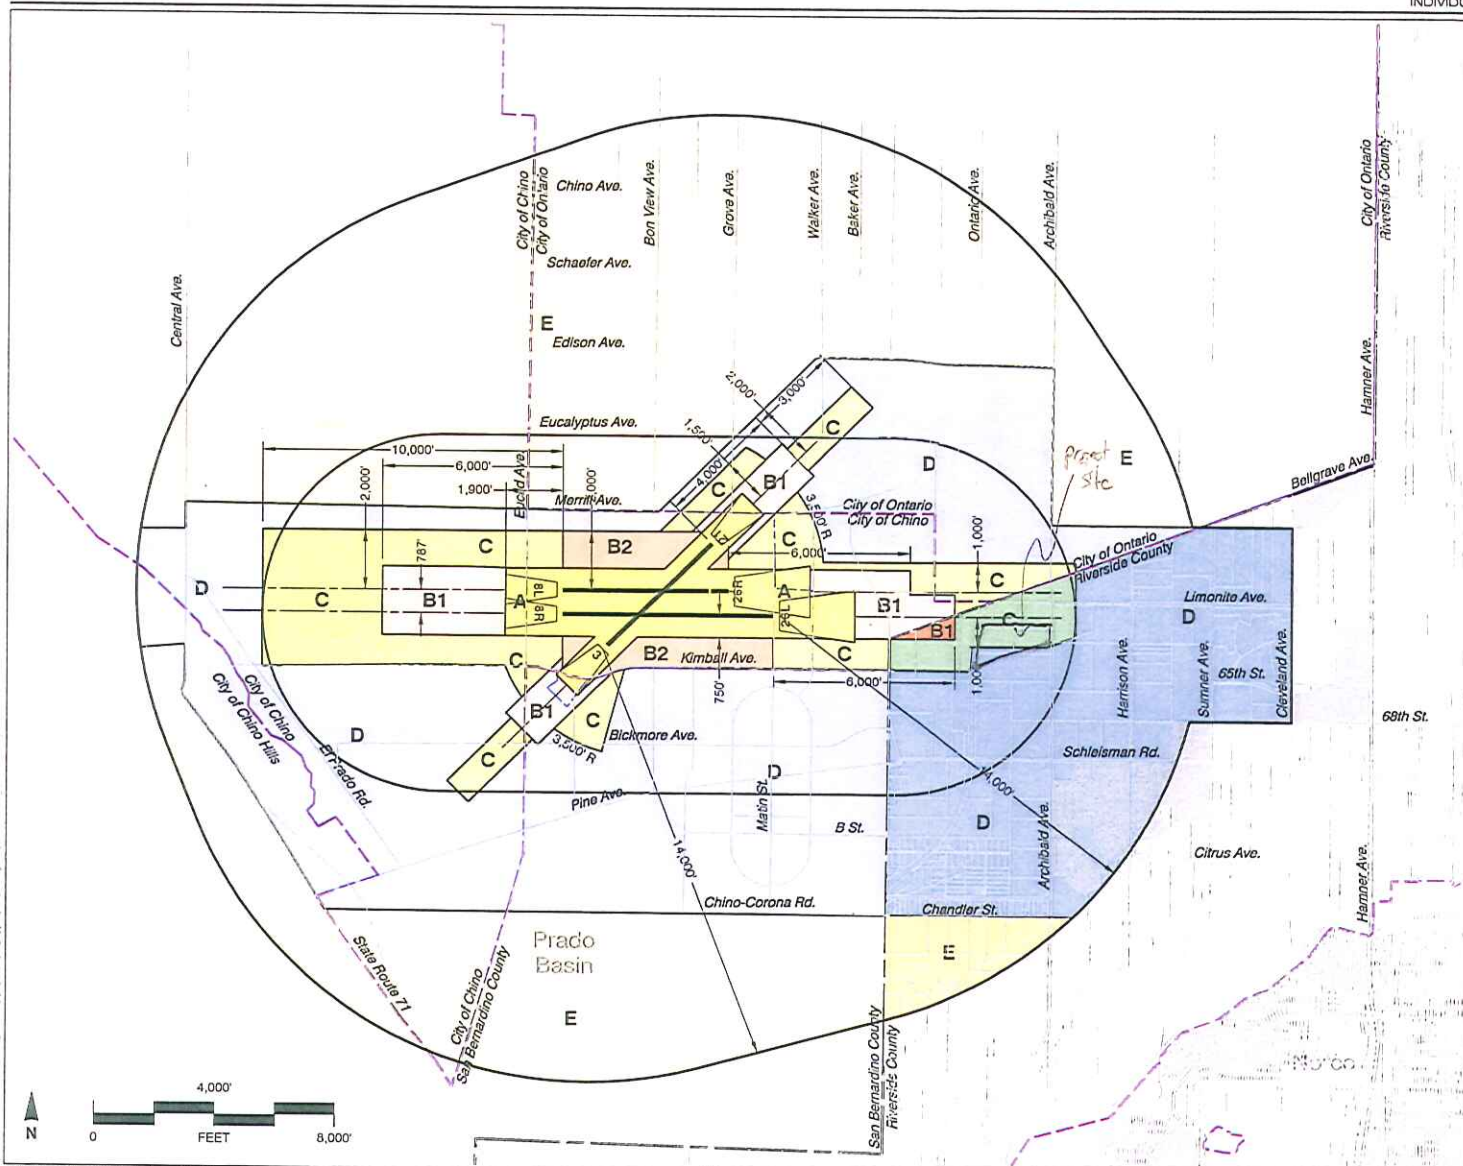 INDIVIDU
City of Chino
City of Ontario
Chino Ave.
Bon View Ave.
Grove Ave.
Walker Ave.
Baker Ave.
Ontario Ave.
Archibald Ave.
City of Ontario
Riverside County
Central Ave.
Schaefer Ave.
E
Edison Ave.
Hamner Ave.
2,000'
3,000'
Eucalyptus Ave.
1,500'
C
10,000'
6,000'
4,000'
D
project
site
E
Bellgrave Ave.
Euclid Ave.
1,900'
2,000'
Merrill Ave.
C
B1
3,500' R
City of Ontario
City of Chino
21
C
B2
C
6,000'
1,000'
City of Ontario
Riverside County
787'
D
C
B1
A
8L
8R
26R
26L
A
B1
C
Limonite Ave.
B1
C
D
3
C
B2
Kimball Ave.
C
750'
6,000'
1,000'
Harrison Ave.
Sumner Ave.
65th St.
Cleveland Ave.
City of Chino
City of Chino Hills
B1
C
3,500' R
Bickmore Ave.
68th St.
D
C
El Prado Rd.
Schleisman Rd.
D
14,000'
Pine Ave.
B St.
D
Archibald Ave.
Citrus Ave.
14,000'
Hamner Ave.
Chino-Corona Rd.
Chandler St.
State Route 71
Prado
Basin
E
E
City of Chino
San Bernardino County
San Bernardino County
Riverside County
Norco
N
4,000'
0
FEET
8,000'